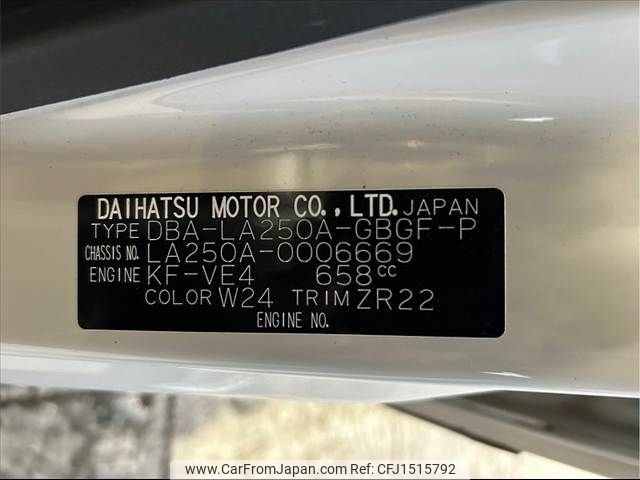 DAIHATSU MOTOR CO.,LTD. JAPAN
TYPE DBA-LA250A-GBGF-P
CHASSIS NO. LA250A-0006669
ENGINE KF-VE4 658CC
COLOR W24 TRIM ZR22
ENGINE NO.
www.CarFromJapan.com CFJ1515792